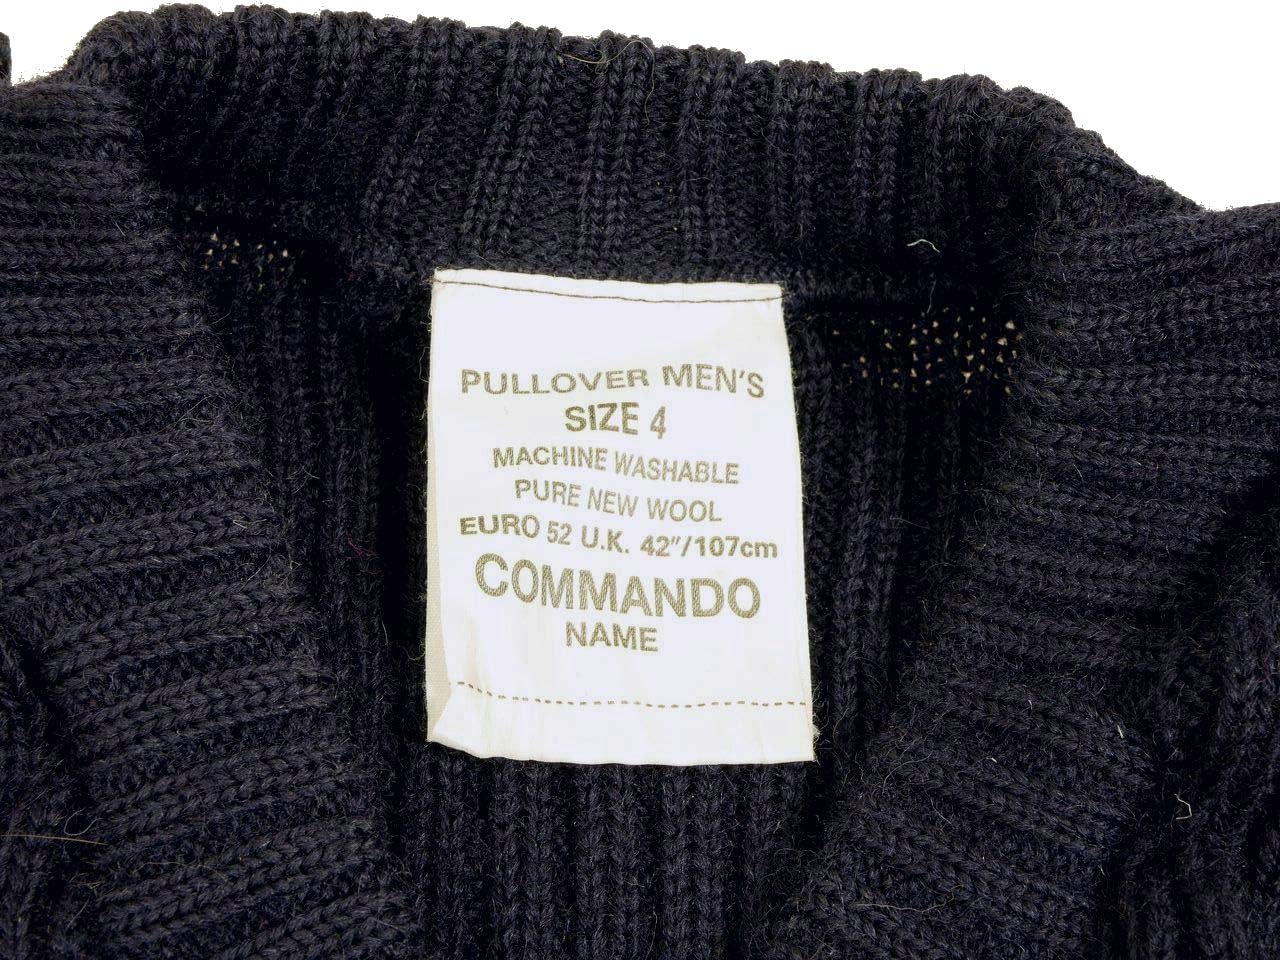 PULLOVER MEN'S
SIZE 4
MACHINE WASHABLE
PURE NEW WOOL
EURO 52 U.K. 42"/107cm
COMMANDO
NAME